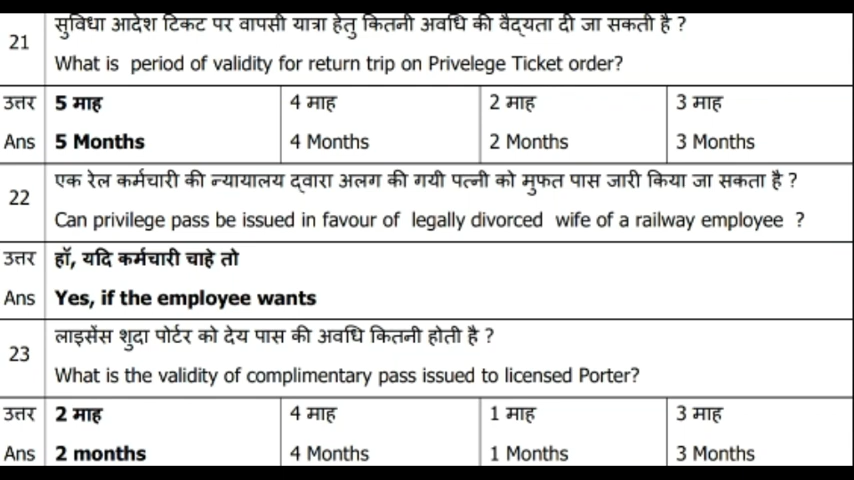 21
सुविधा आदेश टिकट पर वापसी यात्रा हेतु कितनी अवधि की वैद्यता दी जा सकती है ?
What is period of validity for return trip on Privelege Ticket order?
उत्तर 5 माह 4 माह 2 माह 3 माह
Ans 5 Months 4 Months 2 Months 3 Months
22
एक रेल कर्मचारी की न्यायालय द्वारा अलग की गयी पत्नी को मुफत पास जारी किया जा सकता है ?
Can privilege pass be issued in favour of legally divorced wife of a railway employee ?
उत्तर हॉ, यदि कर्मचारी चाहे तो
Ans Yes, if the employee wants
23
लाइसेंस शुदा पोर्टर को देय पास की अवधि कितनी होती है ?
What is the validity of complimentary pass issued to licensed Porter?
उत्तर 2 माह 4 माह 1 माह 3 माह
Ans 2 months 4 Months 1 Months 3 Months